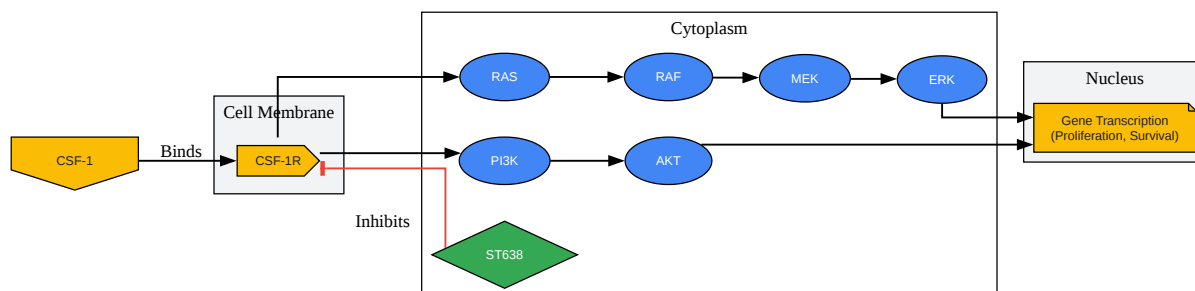 Cytoplasm
RAS
RAF
MEK
ERK
Nucleus
Cell Membrane
Gene Transcription
(Proliferation, Survival)
CSF-1
Binds
CSF-1R
PI3K
AKT
Inhibits
ST638